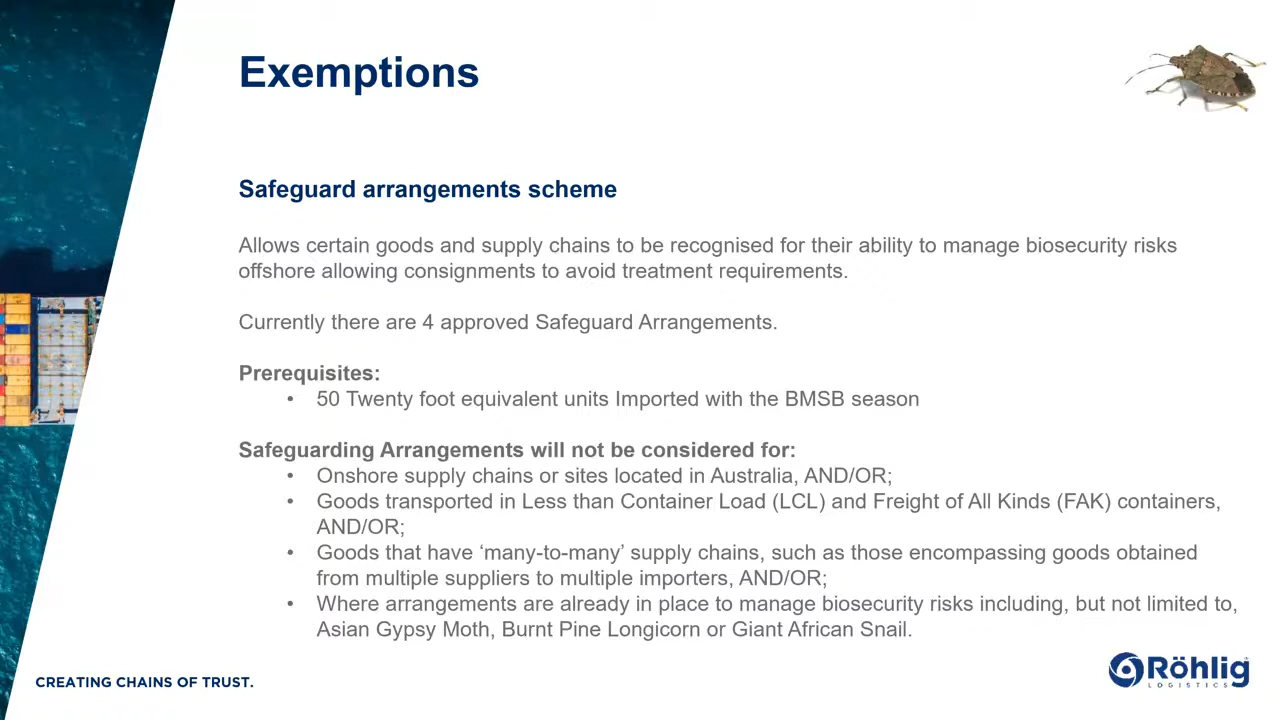 Exemptions
Safeguard arrangements scheme
Allows certain goods and supply chains to be recognised for their ability to manage biosecurity risks
offshore allowing consignments to avoid treatment requirements.
Currently there are 4 approved Safeguard Arrangements.
Prerequisites:
• 50 Twenty foot equivalent units Imported with the BMSB season
Safeguarding Arrangements will not be considered for:
• Onshore supply chains or sites located in Australia, AND/OR;
• Goods transported in Less than Container Load (LCL) and Freight of All Kinds (FAK) containers,
AND/OR;
• Goods that have ‘many-to-many’ supply chains, such as those encompassing goods obtained
from multiple suppliers to multiple importers, AND/OR;
• Where arrangements are already in place to manage biosecurity risks including, but not limited to,
Asian Gypsy Moth, Burnt Pine Longicorn or Giant African Snail.
CREATING CHAINS OF TRUST.
Röhlig
LOGISTICS